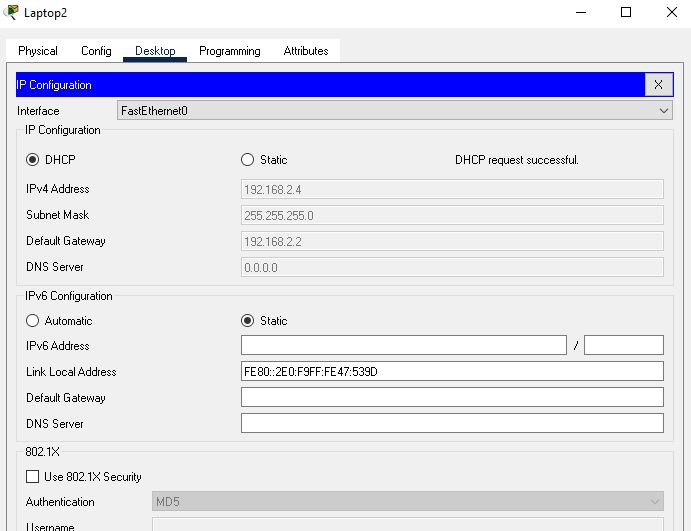 Laptop2
Physical Config Desktop Programming Attributes
IP Configuration X
Interface FastEthernet0
IP Configuration
DHCP Static DHCP request successful.
IPv4 Address 192.168.2.4
Subnet Mask 255.255.255.0
Default Gateway 192.168.2.2
DNS Server 0.0.0.0
IPv6 Configuration
Automatic Static
IPv6 Address /
Link Local Address FE80::2E0:F9FF:FE47:539D
Default Gateway
DNS Server
802.1X
Use 802.1X Security
Authentication MD5
Username